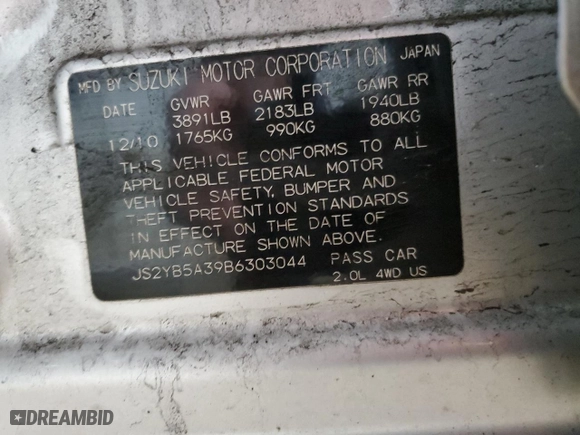 MFD BY SUZUKI MOTOR CORPORATION JAPAN
DATE GVWR GAWR FRT GAWR RR
3891LB 2183LB 1940LB
12/10 1765KG 990KG 880KG
THIS VEHICLE CONFORMS TO ALL
APPLICABLE FEDERAL MOTOR
VEHICLE SAFETY, BUMPER AND
THEFT PREVENTION STANDARDS
IN EFFECT ON THE DATE OF
MANUFACTURE SHOWN ABOVE.
JS2YB5A39B6303044 PASS CAR
2.0L 4WD US
DREAMBID